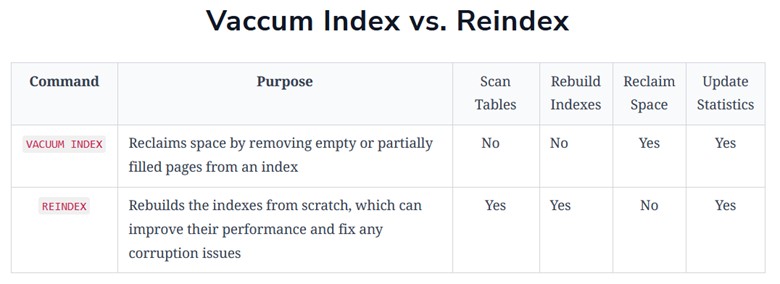 Vaccum Index vs. Reindex
Command Purpose Scan Tables Rebuild Indexes Reclaim Space Update Statistics
VACUUM INDEX Reclaims space by removing empty or partially No No Yes Yes
filled pages from an index
REINDEX Rebuilds the indexes from scratch, which can Yes Yes No Yes
improve their performance and fix any
corruption issues